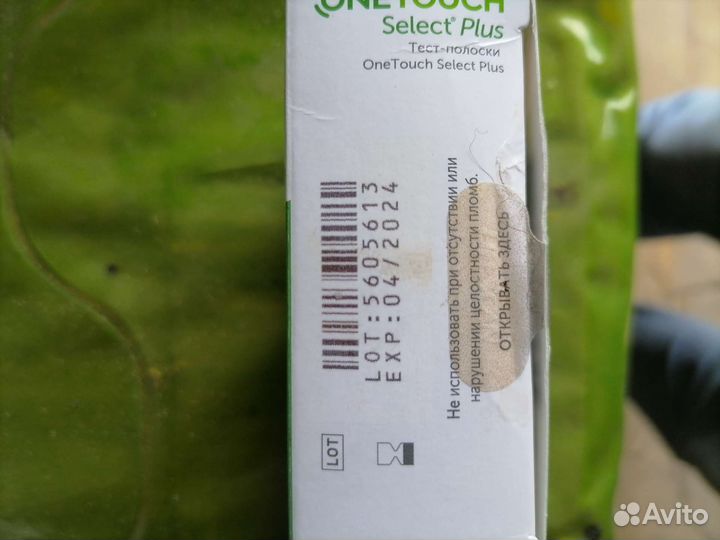 ONETOUCH
Select® Plus
Тест-полоски
OneTouch Select Plus
LOT:5605613
EXP:04/2024
Не использовать при отсутствии или
нарушении целостности пломб.
ОТКРЫВАТЬ ЗДЕСЬ
LOT
Avito